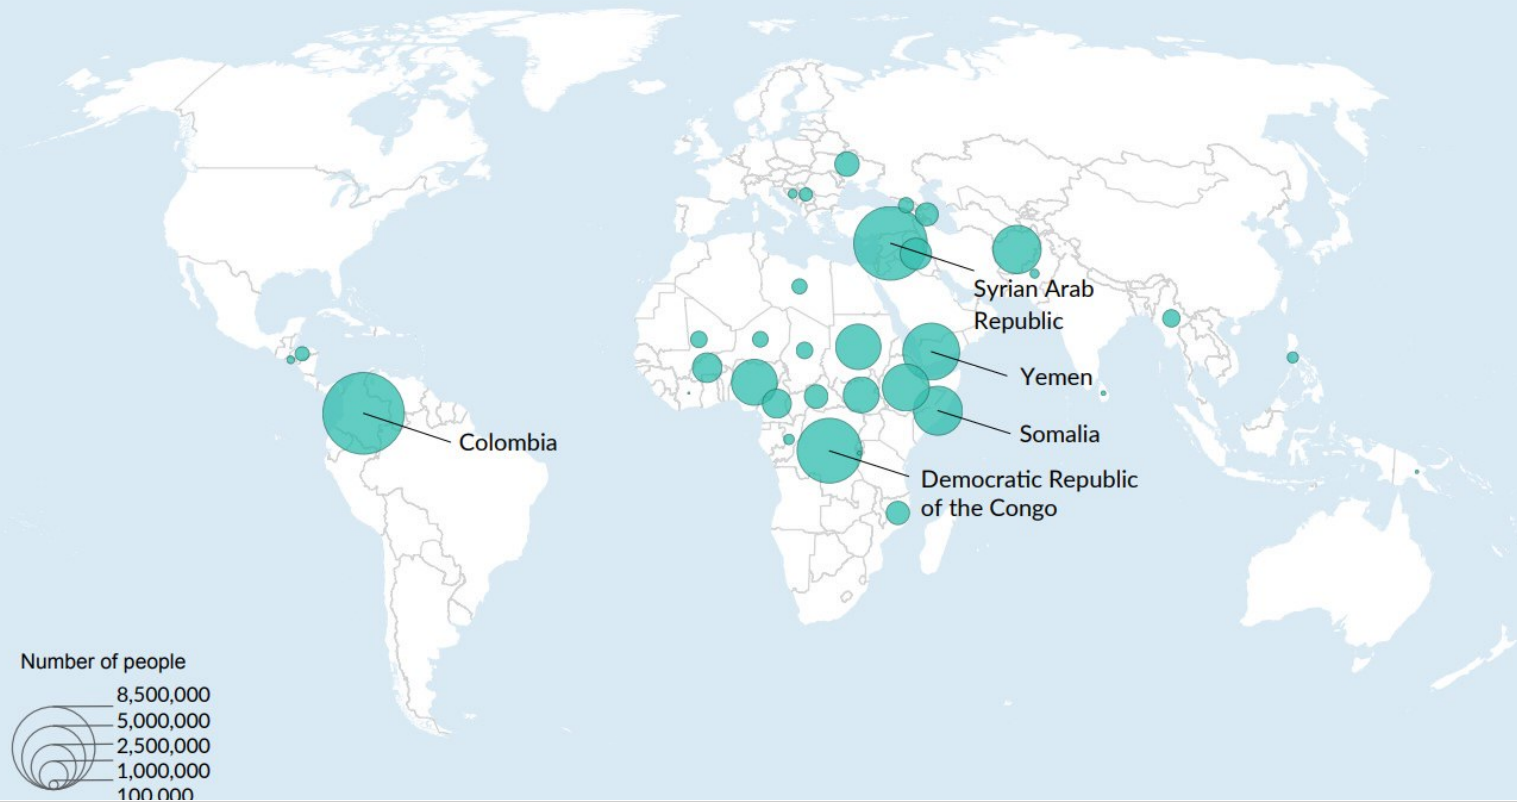 Syrian Arab
Republic
Yemen
Somalia
Colombia
Democratic Republic
of the Congo
Number of people
8,500,000
5,000,000
2,500,000
1,000,000
100,000